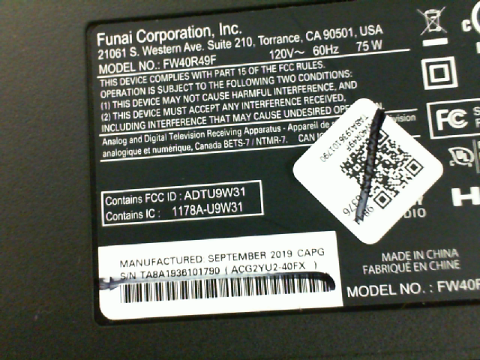 Funai Corporation, Inc.
21061 S. Western Ave. Suite 210, Torrance, CA 90501, USA
MODEL NO.: FW40R49F 120V~ 60Hz 75 W
THIS DEVICE COMPLIES WITH PART 15 OF THE FCC RULES.
OPERATION IS SUBJECT TO THE FOLLOWING TWO CONDITIONS:
(1) THIS DEVICE MAY NOT CAUSE HARMFUL INTERFERENCE, AND
(2) THIS DEVICE MUST ACCEPT ANY INTERFERENCE RECEIVED,
INCLUDING INTERFERENCE THAT MAY CAUSE UNDESIRED
Analog and Digital Television Receiving Apparatus - Appareil de
analogique et numérique, Canada BETS-7 / NTMR-7. CAN
Contains FCC ID : ADTU9W31
Contains IC : 1178A-U9W31
FC
MANUFACTURED SEPTEMBER 2019 CAPG
S/N TA8A1936101790 ( ACG2YU2-40FX )
MADE IN CHINA
FABRIQUÉ EN CHINE
MODEL NO. : FW40R